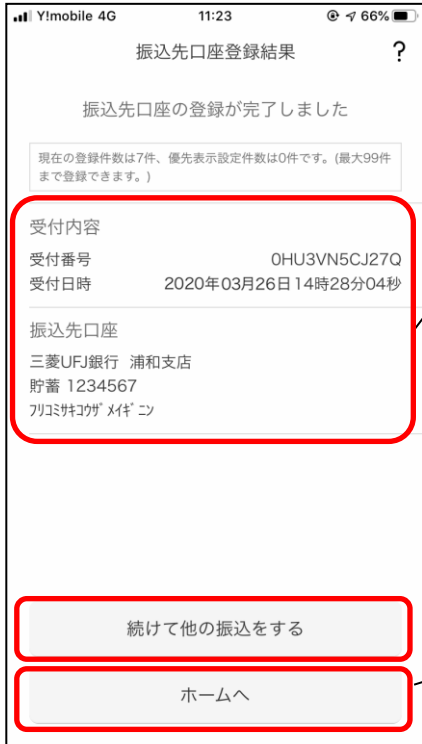 Y!mobile 4G 11:23 66%
振込先口座登録結果 ?
振込先口座の登録が完了しました
現在の登録件数は7件、優先表示設定件数は0件です。(最大99件
まで登録できます。)
受付内容
受付番号 0HU3VN5CJ27Q
受付日時 2020年03月26日14時28分04秒
振込先口座
三菱UFJ銀行 浦和支店
貯蓄 1234567
ﾌﾘｺﾐｻｷｺｳｻﾞﾒｲｷﾞﾆﾝ
続けて他の振込をする
ホームへ